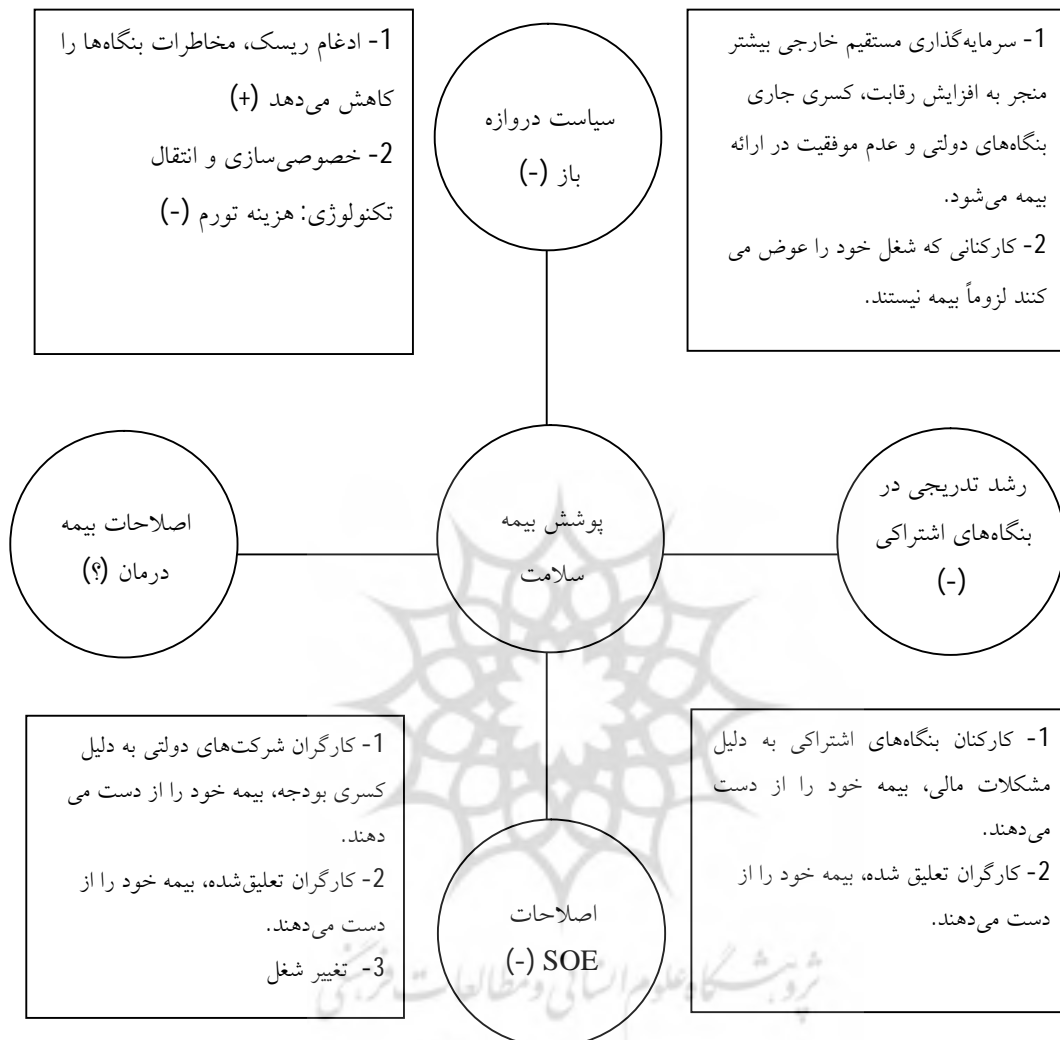 1- سرمایه‌گذاری مستقیم خارجی بیشتر
منجر به افزایش رقابت، کسری جاری
بنگاه‌های دولتی و عدم موفقیت در ارائه
بیمه می‌شود.
2- کارکنانی که شغل خود را عوض می
کنند لزوماً بیمه نیستند.
سیاست دروازه
باز (-)
1- ادغام ریسک، مخاطرات بنگاه‌ها را
کاهش می‌دهد (+)
2- خصوصی‌سازی و انتقال
تکنولوژی: هزینه تورم (-)
رشد تدریجی در
بنگاه‌های اشتراکی
(-)
پوشش بیمه
سلامت
اصلاحات بیمه
درمان (؟)
1- کارکنان بنگاه‌های اشتراکی به دلیل
مشکلات مالی، بیمه خود را از دست
می‌دهند.
2- کارگران تعلیق شده، بیمه خود را از
دست می‌دهند.
اصلاحات
SOE (-)
1- کارگران شرکت‌های دولتی به دلیل
کسری بودجه، بیمه خود را از دست می
دهند.
2- کارگران تعلیق‌شده، بیمه خود را از
دست می‌دهند.
3- تغییر شغل
پژوهشگاه علوم انسانی و مطالعات فرهنگی